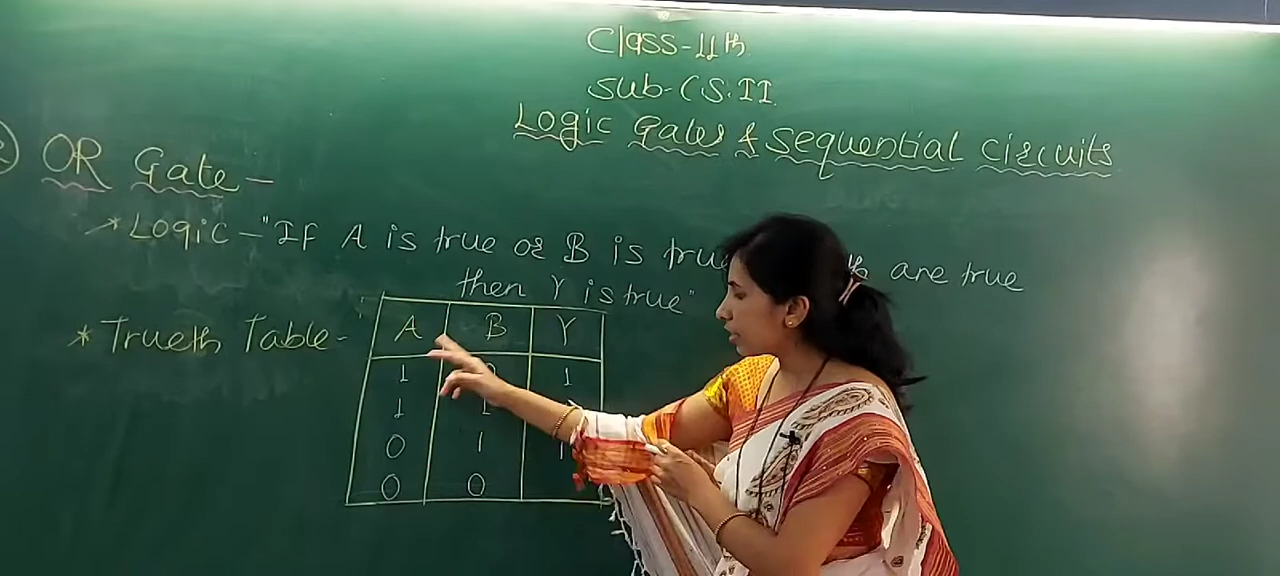 Class-11th
Sub-CS.II
Logic Gates & Sequential Circuits
OR Gate-
*Logic-"If A is true or B is true are true
then Y is true"
*Trueth Table-
A B Y
1 1
1
0 1 1
0 0